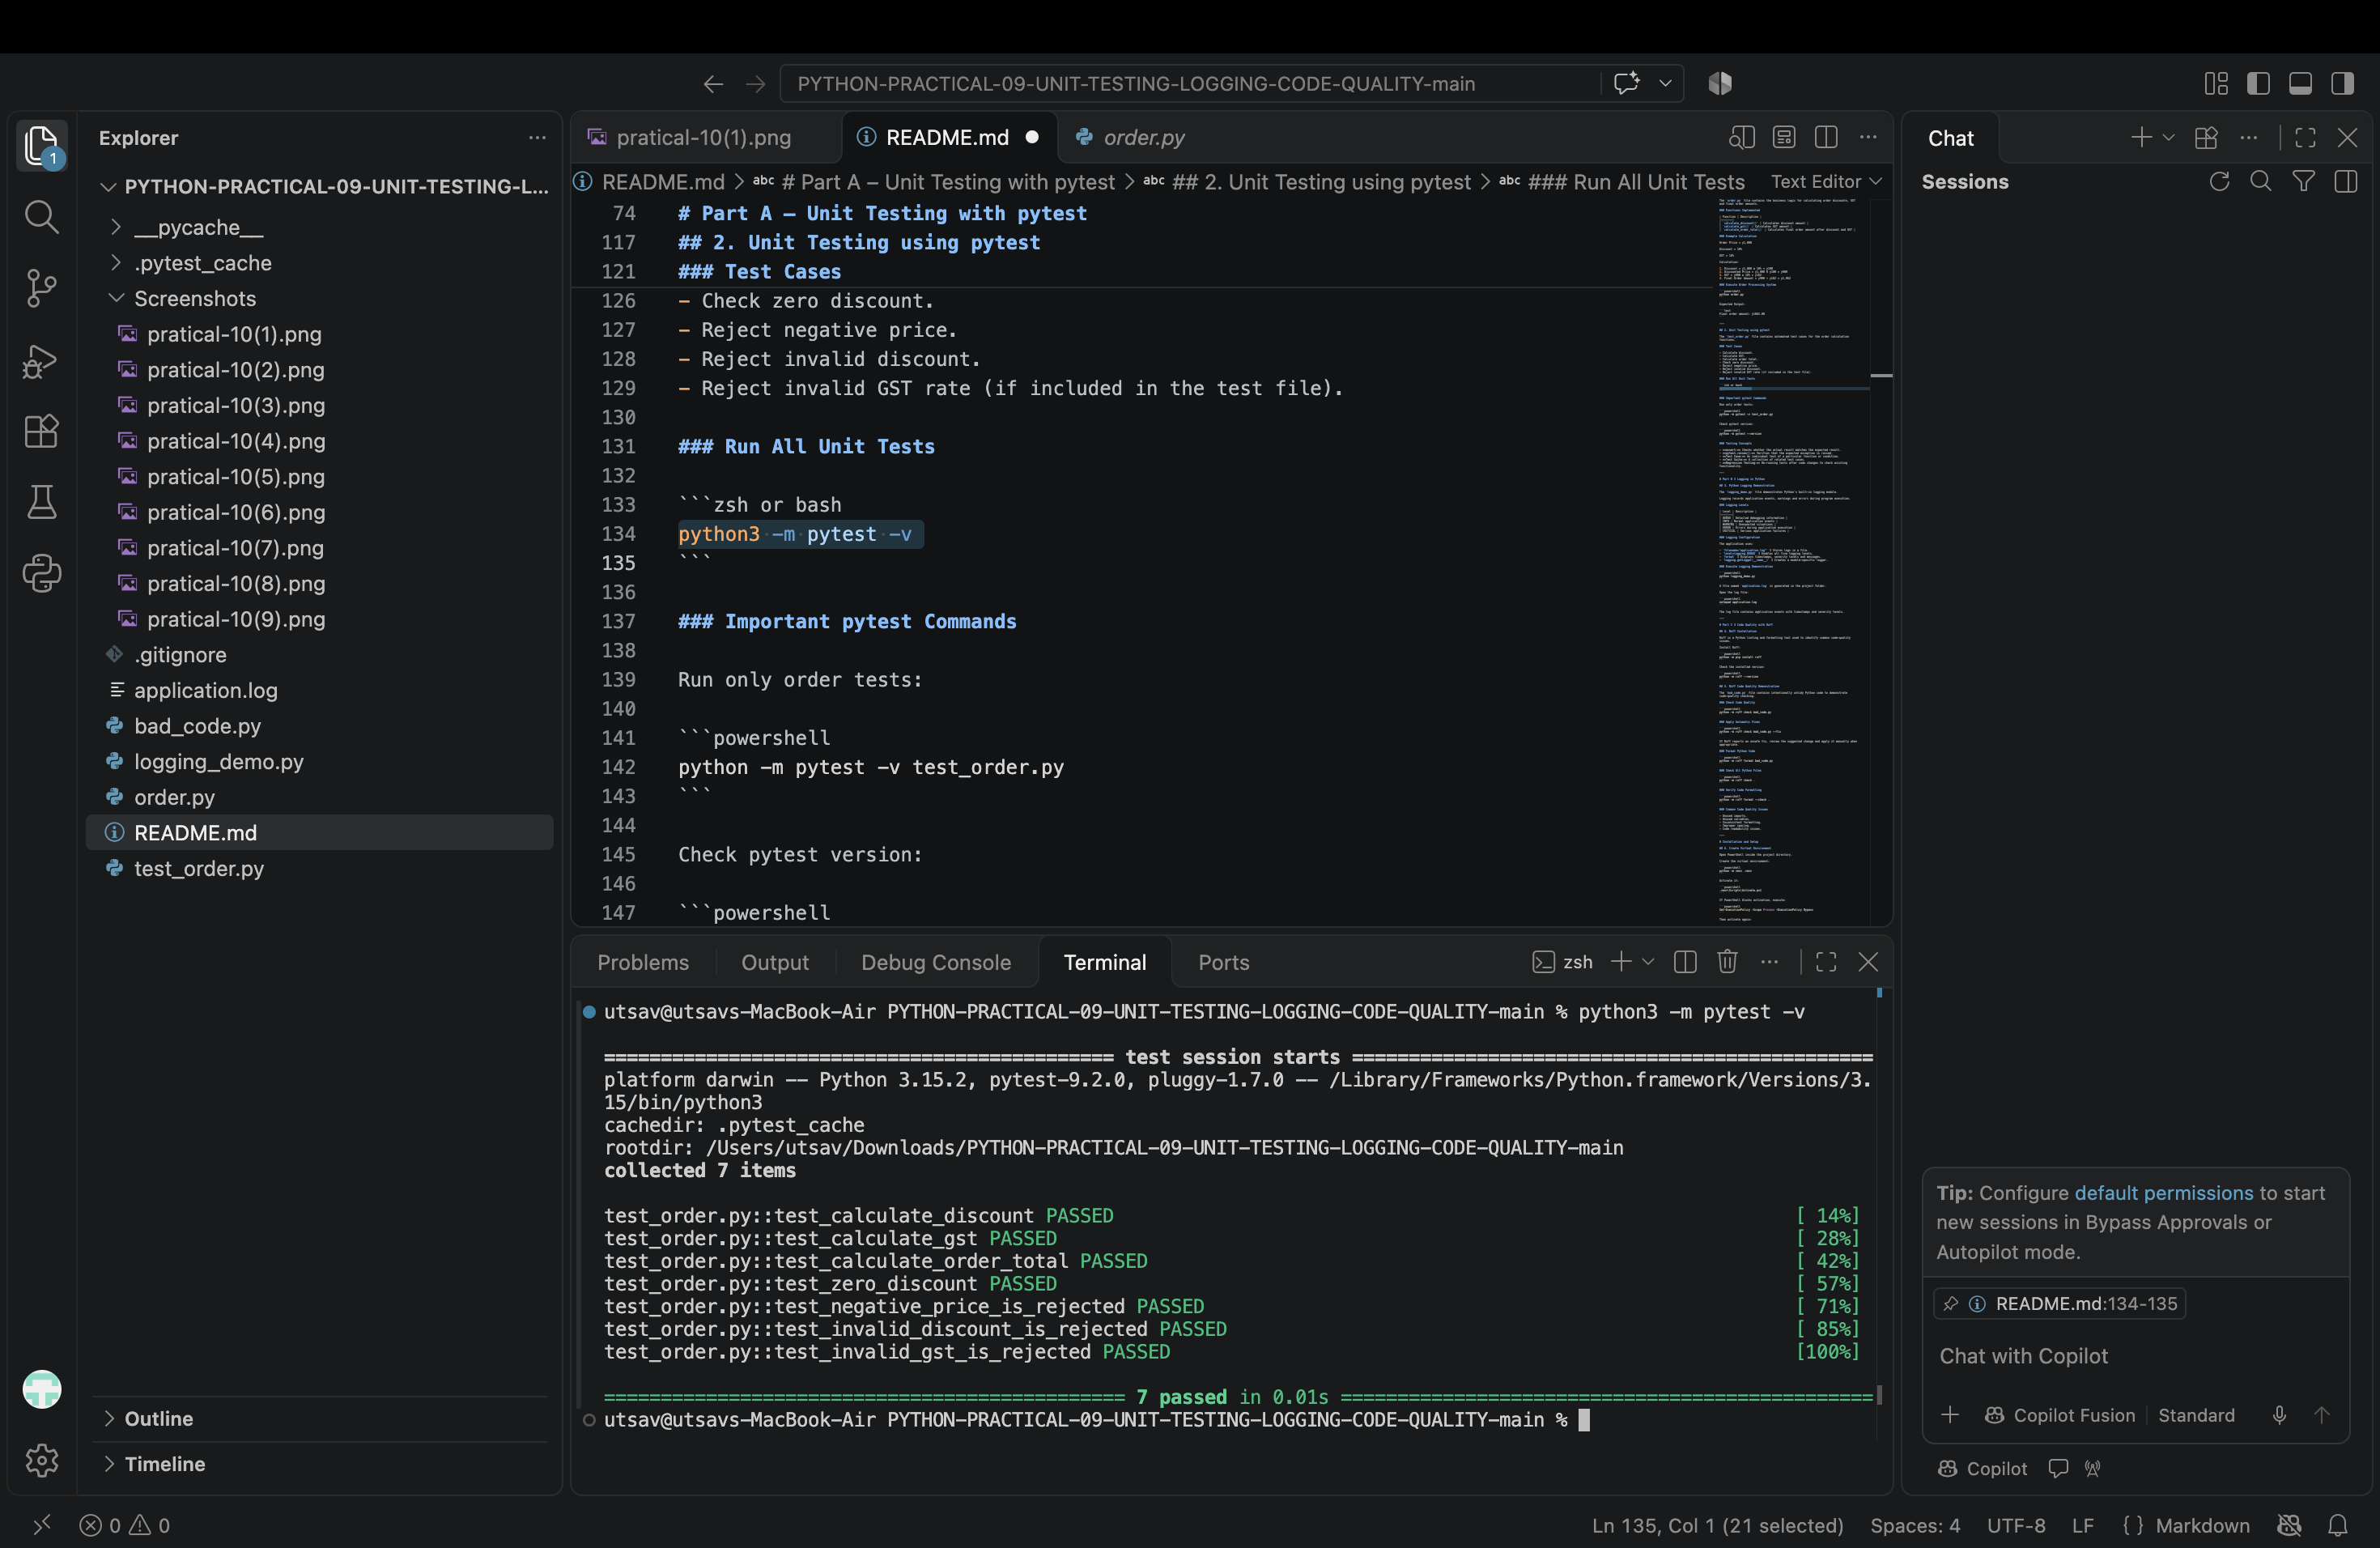 PYTHON-PRACTICAL-09-UNIT-TESTING-LOGGING-CODE-QUALITY-main
Explorer
PYTHON-PRACTICAL-09-UNIT-TESTING-L...
__pycache__
.pytest_cache
Screenshots
pratical-10(1).png
pratical-10(2).png
pratical-10(3).png
pratical-10(4).png
pratical-10(5).png
pratical-10(6).png
pratical-10(7).png
pratical-10(8).png
pratical-10(9).png
.gitignore
application.log
bad_code.py
logging_demo.py
order.py
README.md
test_order.py
Outline
Timeline
1
pratical-10(1).png
README.md
order.py
README.md > # Part A – Unit Testing with pytest > ## 2. Unit Testing using pytest > ### Run All Unit Tests
Text Editor
74 # Part A – Unit Testing with pytest
117 ## 2. Unit Testing using pytest
121 ### Test Cases
126 - Check zero discount.
127 - Reject negative price.
128 - Reject invalid discount.
129 - Reject invalid GST rate (if included in the test file).
130
131 ### Run All Unit Tests
132
133 ```zsh or bash
134 python3 -m pytest -v
135 ```
136
137 ### Important pytest Commands
138
139 Run only order tests:
140
141 ```powershell
142 python -m pytest -v test_order.py
143 ```
144
145 Check pytest version:
146
147 ```powershell
Problems
Output
Debug Console
Terminal
Ports
zsh
utsav@utsavs-MacBook-Air PYTHON-PRACTICAL-09-UNIT-TESTING-LOGGING-CODE-QUALITY-main % python3 -m pytest -v
============================================= test session starts ==============================================
platform darwin -- Python 3.15.2, pytest-9.2.0, pluggy-1.7.0 -- /Library/Frameworks/Python.framework/Versions/3.
15/bin/python3
cachedir: .pytest_cache
rootdir: /Users/utsav/Downloads/PYTHON-PRACTICAL-09-UNIT-TESTING-LOGGING-CODE-QUALITY-main
collected 7 items
test_order.py::test_calculate_discount PASSED [ 14%]
test_order.py::test_calculate_gst PASSED [ 28%]
test_order.py::test_calculate_order_total PASSED [ 42%]
test_order.py::test_zero_discount PASSED [ 57%]
test_order.py::test_negative_price_is_rejected PASSED [ 71%]
test_order.py::test_invalid_discount_is_rejected PASSED [ 85%]
test_order.py::test_invalid_gst_is_rejected PASSED [100%]
============================================== 7 passed in 0.01s ===============================================
utsav@utsavs-MacBook-Air PYTHON-PRACTICAL-09-UNIT-TESTING-LOGGING-CODE-QUALITY-main %
Chat
Sessions
Tip: Configure default permissions to start
new sessions in Bypass Approvals or
Autopilot mode.
README.md:134-135
Chat with Copilot
Copilot Fusion
Standard
Copilot
0
0
Ln 135, Col 1 (21 selected)
Spaces: 4
UTF-8
LF
{ } Markdown